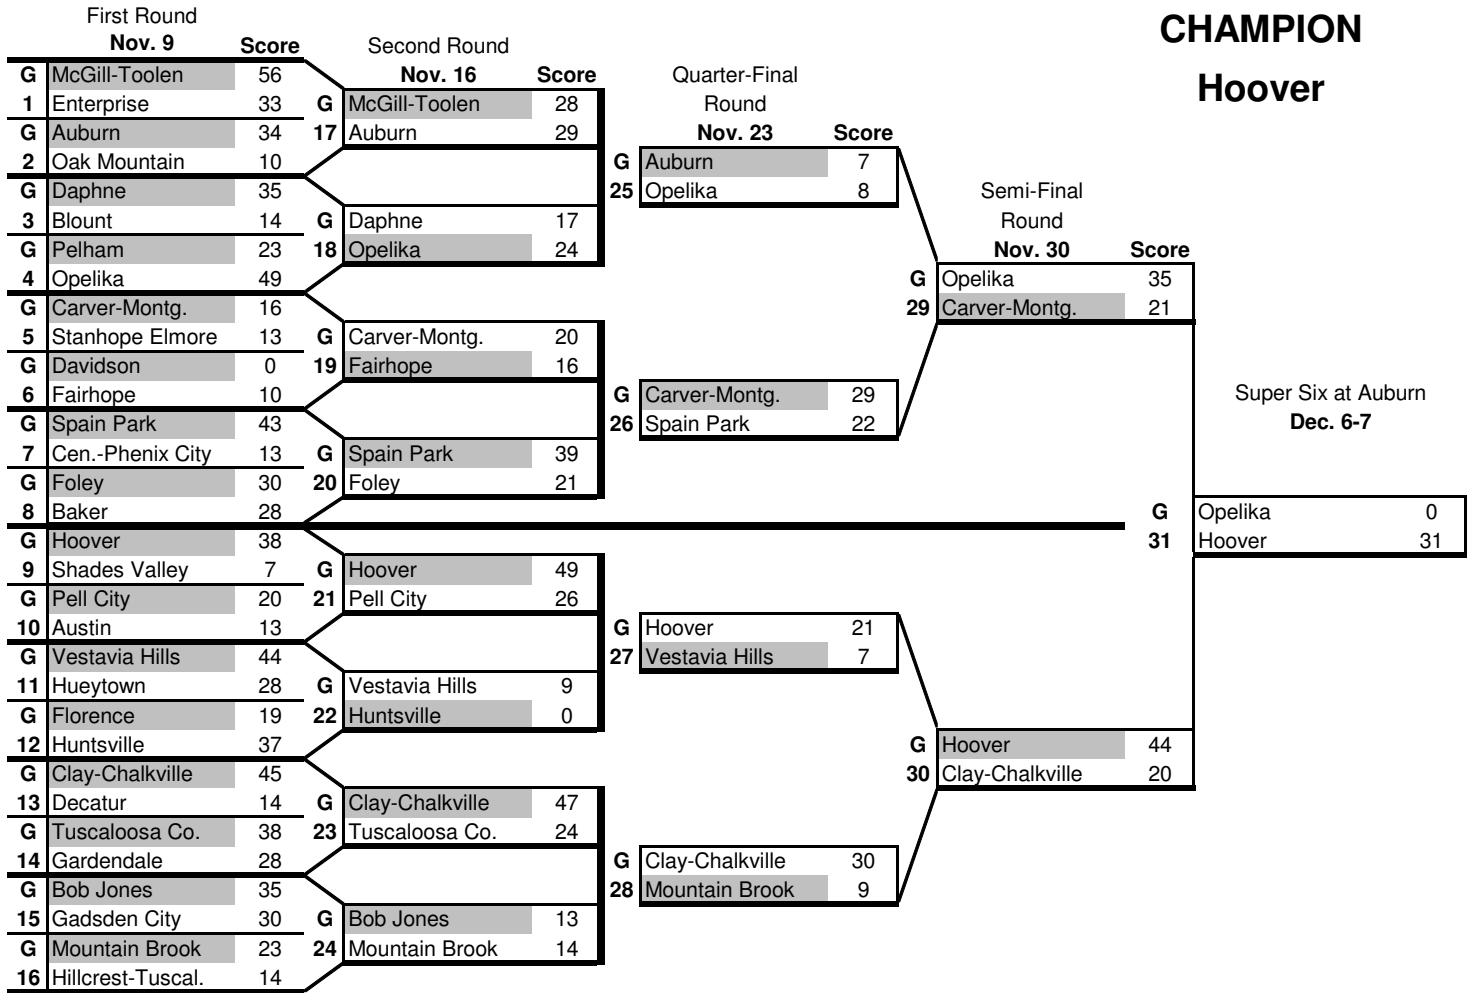 First Round
Nov. 9 Score
G McGill-Toolen 56
1 Enterprise 33
G Auburn 34
2 Oak Mountain 10
G Daphne 35
3 Blount 14
G Pelham 23
4 Opelika 49
G Carver-Montg. 16
5 Stanhope Elmore 13
G Davidson 0
6 Fairhope 10
G Spain Park 43
7 Cen.-Phenix City 13
G Foley 30
8 Baker 28
G Hoover 38
9 Shades Valley 7
G Pell City 20
10 Austin 13
G Vestavia Hills 44
11 Hueytown 28
G Florence 19
12 Huntsville 37
G Clay-Chalkville 45
13 Decatur 14
G Tuscaloosa Co. 38
14 Gardendale 28
G Bob Jones 35
15 Gadsden City 30
G Mountain Brook 23
16 Hillcrest-Tuscal. 14
Second Round
Nov. 16 Score
G McGill-Toolen 28
17 Auburn 29
G Daphne 17
18 Opelika 24
G Carver-Montg. 20
19 Fairhope 16
G Spain Park 39
20 Foley 21
G Hoover 49
21 Pell City 26
G Vestavia Hills 9
22 Huntsville 0
G Clay-Chalkville 47
23 Tuscaloosa Co. 24
G Bob Jones 13
24 Mountain Brook 14
Quarter-Final
Round
Nov. 23 Score
G Auburn 7
25 Opelika 8
G Carver-Montg. 29
26 Spain Park 22
G Hoover 21
27 Vestavia Hills 7
G Clay-Chalkville 30
28 Mountain Brook 9
Semi-Final
Round
Nov. 30 Score
G Opelika 35
29 Carver-Montg. 21
G Hoover 44
30 Clay-Chalkville 20
CHAMPION
Hoover
Super Six at Auburn
Dec. 6-7
G Opelika 0
31 Hoover 31